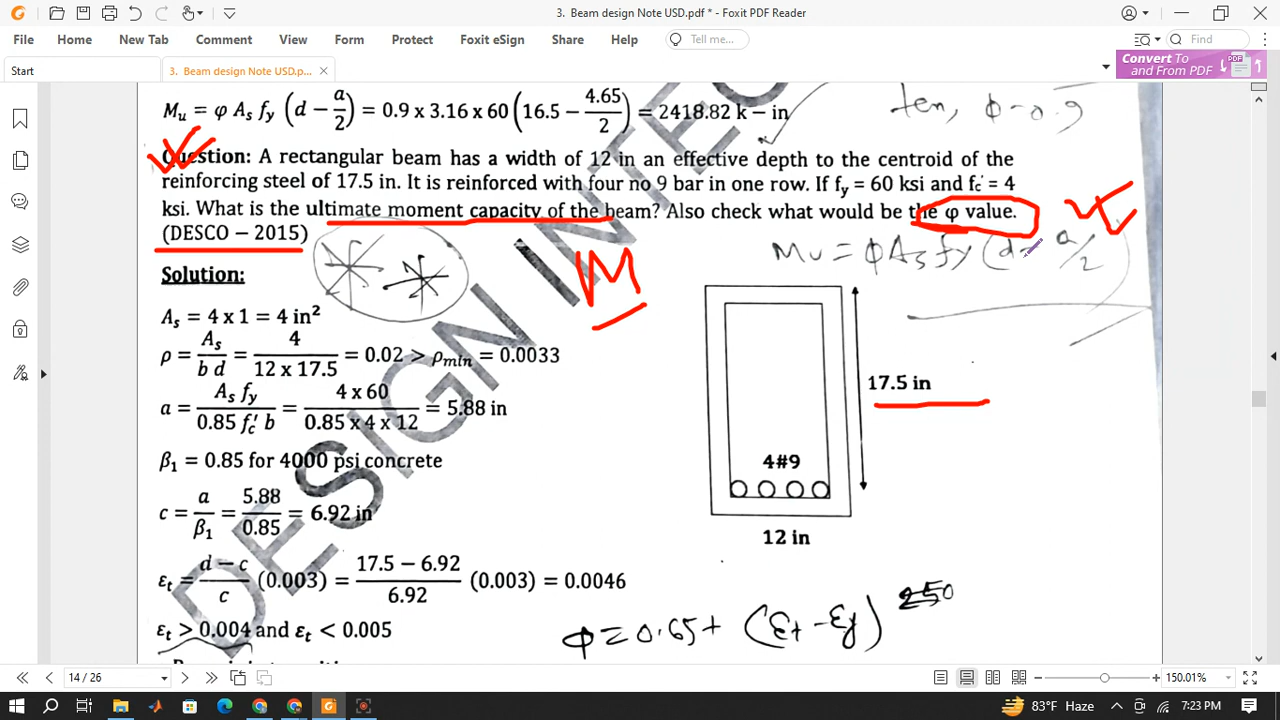 3. Beam design Note USD.pdf * - Foxit PDF Reader
File Home New Tab Comment View Form Protect Foxit eSign Share Help Tell me... Find
Start 3. Beam design Note USD.pdf * × Convert To and From PDF PDF
Mu = φ As fy (d − a/2) = 0.9 x 3.16 x 60 (16.5 − 4.65/2) = 2418.82 k − in
ten, φ - 0.9
Question: A rectangular beam has a width of 12 in an effective depth to the centroid of the
reinforcing steel of 17.5 in. It is reinforced with four no 9 bar in one row. If fy = 60 ksi and fc' = 4
ksi. What is the ultimate moment capacity of the beam? Also check what would be the φ value.
(DESCO – 2015)
Mu = φ As fy (d - a/2)
M
Solution:
As = 4 x 1 = 4 in²
ρ = As/b d = 4/12 x 17.5 = 0.02 > ρmin = 0.0033
a = As fy/0.85 fc' b = 4 x 60/0.85 x 4 x 12 = 5.88 in
β1 = 0.85 for 4000 psi concrete
c = a/β1 = 5.88/0.85 = 6.92 in
εt = d − c/c (0.003) = 17.5 − 6.92/6.92 (0.003) = 0.0046
εt > 0.004 and εt < 0.005
17.5 in
4#9
12 in
φ = 0.65 + (εt - εy) 250
DESIGN INTEG
14 / 26 150.01%
83°F Haze 7:23 PM